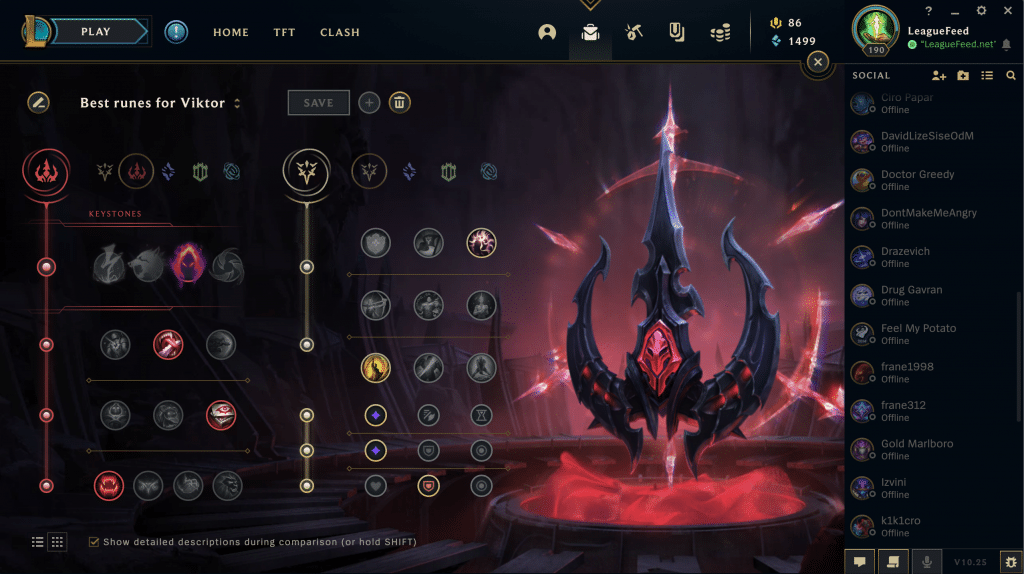 PLAY
HOME
TFT
CLASH
86
1499
190
LeagueFeed
"LeagueFeed.net"
SOCIAL
Best runes for Viktor
SAVE
KEYSTONES
Show detailed descriptions during comparison (or hold SHIFT)
Ciro Papar
Offline
DavidLizeSiseOdM
Offline
Doctor Greedy
Offline
DontMakeMeAngry
Offline
Drazevich
Offline
Drug Gavran
Offline
Feel My Potato
Offline
frane1998
Offline
frane312
Offline
Gold Marlboro
Offline
Izvini
Offline
k1k1cro
Offline
V10.25